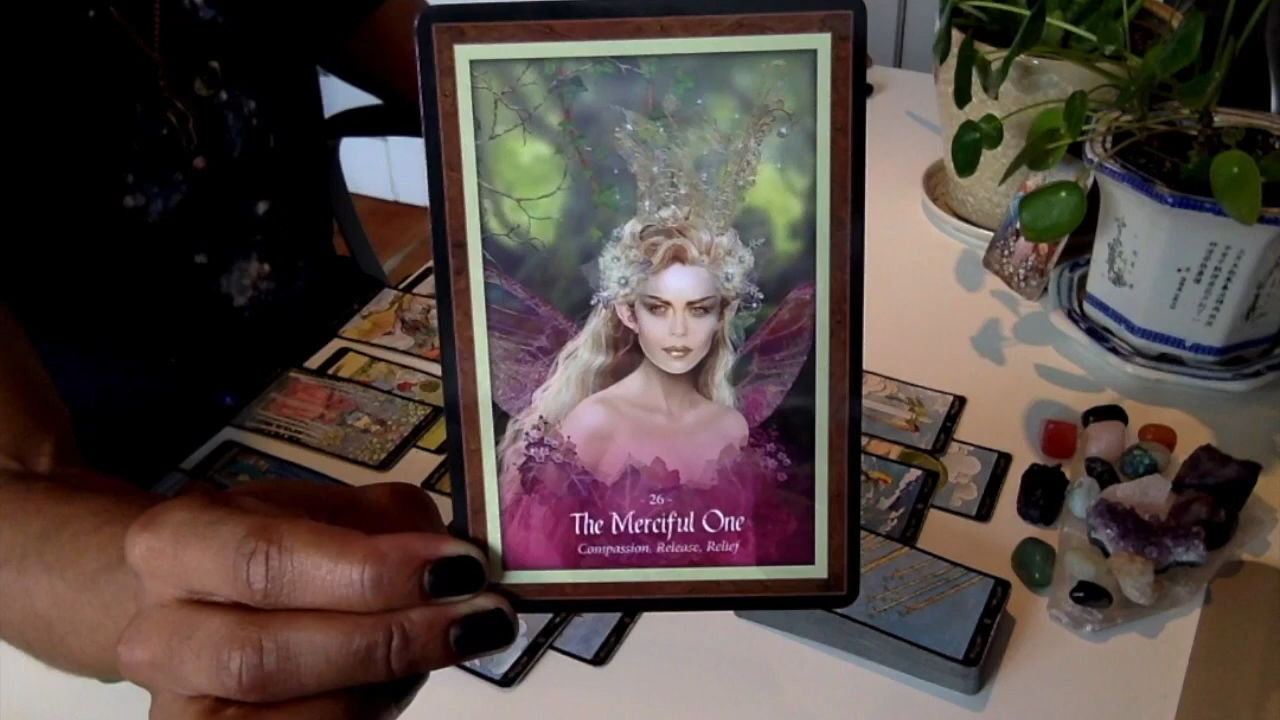 - 26 -
The Merciful One
Compassion, Release, Relief